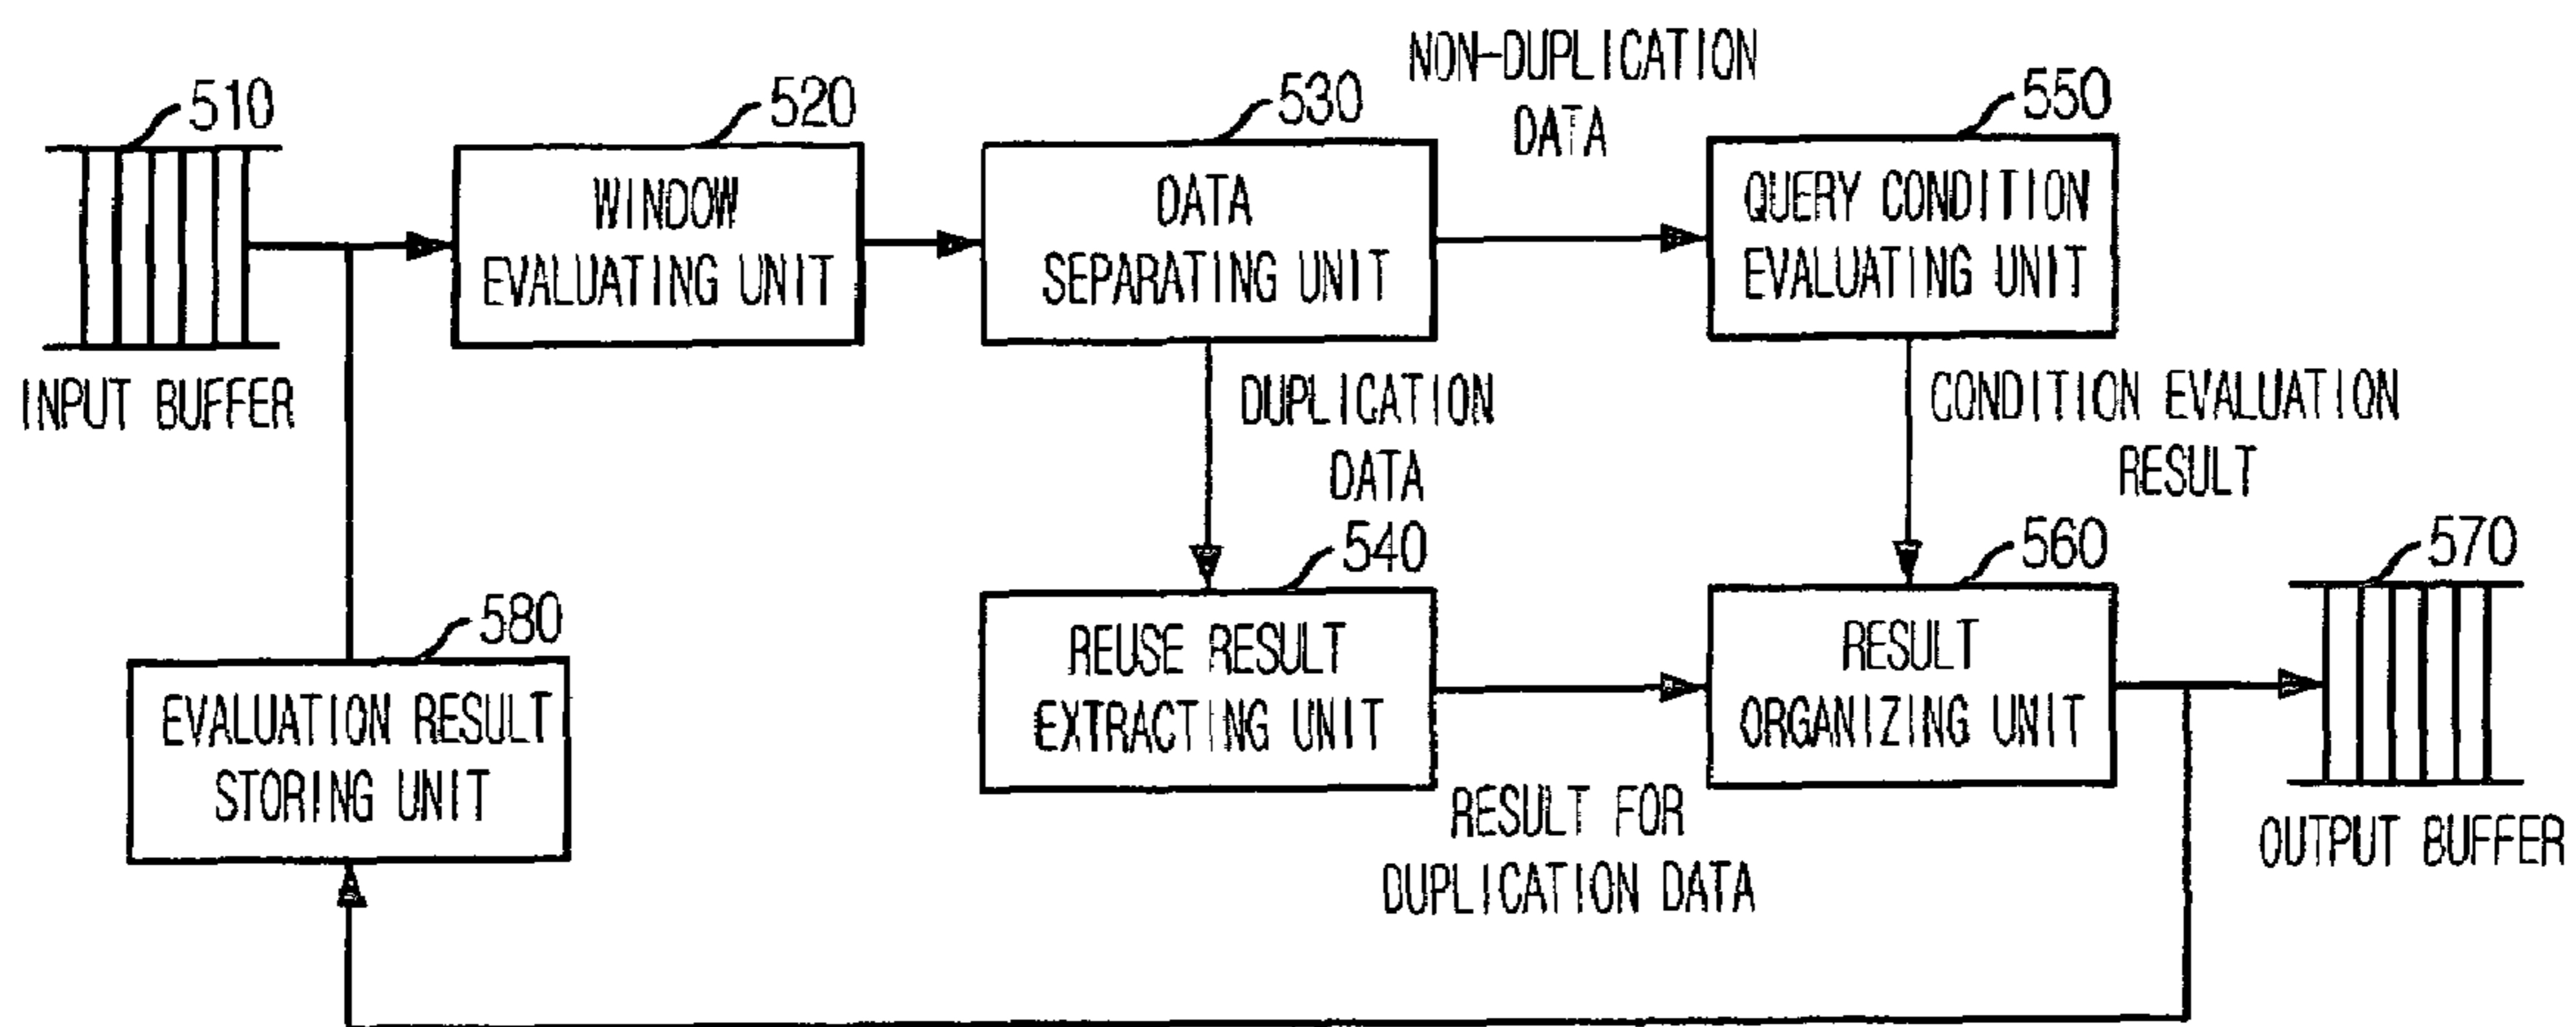 510
INPUT BUFFER
520
WINDOW
EVALUATING UNIT
530
DATA
SEPARATING UNIT
NON-DUPLICATION
DATA
550
QUERY CONDITION
EVALUATING UNIT
DUPLICATION
DATA
CONDITION EVALUATION
RESULT
540
REUSE RESULT
EXTRACTING UNIT
560
RESULT
ORGANIZING UNIT
570
OUTPUT BUFFER
RESULT FOR
DUPLICATION DATA
580
EVALUATION RESULT
STORING UNIT